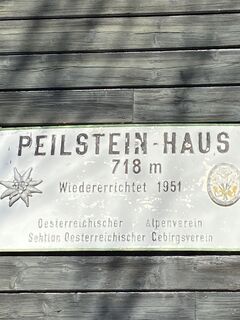 PEILSTEIN-HAUS
718 m
Wiedererrichtet 1951
Oesterreichischer Alpenverein
Sektion Oesterreichischer Gebirgsverein